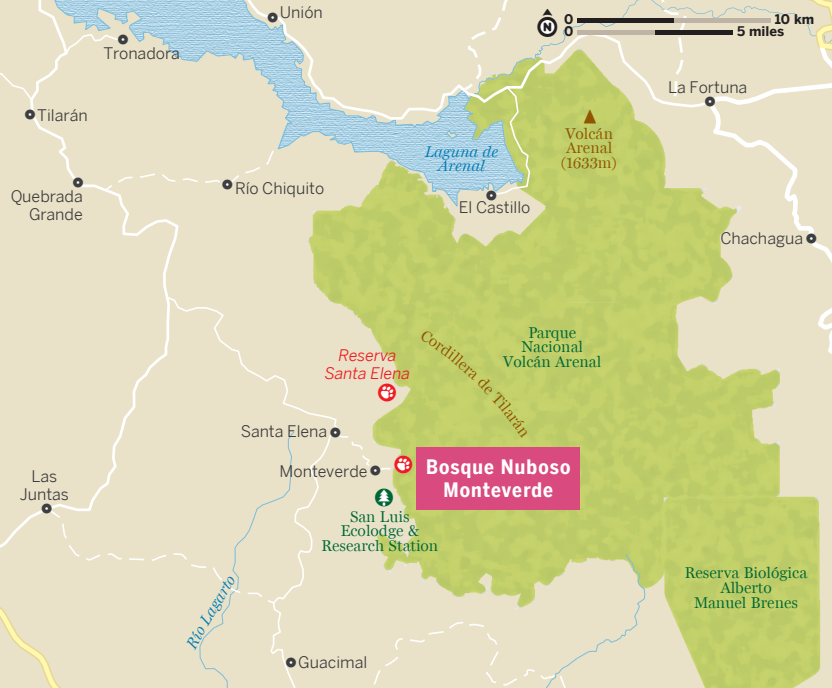 Unión
N
0
10 km
0
5 miles
Tronadora
La Fortuna
Tilarán
Volcán
Arenal
(1633m)
Laguna de
Arenal
Quebrada
Grande
Río Chiquito
El Castillo
Chachagua
Parque
Nacional
Volcán Arenal
Cordillera de Tilarán
Reserva
Santa Elena
Santa Elena
Monteverde
Bosque Nuboso
Monteverde
Las
Juntas
San Luis
Ecolodge &
Research Station
Reserva Biológica
Alberto
Manuel Brenes
Río Lagarto
Guacimal